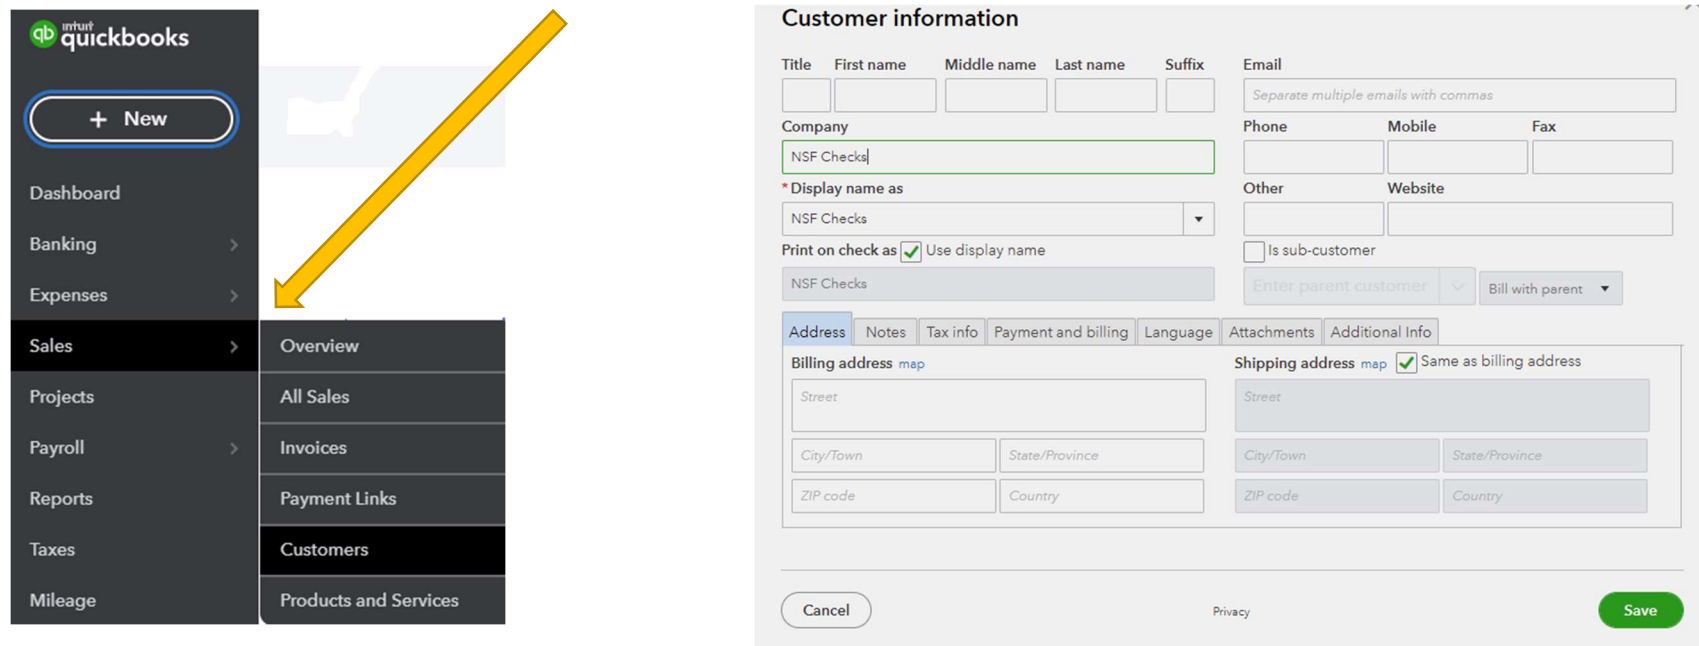 intuit
quickbooks
+ New
Dashboard
Banking
Expenses
Sales
Projects
Payroll
Reports
Taxes
Mileage
Overview
All Sales
Invoices
Payment Links
Customers
Products and Services
Customer information
Title First name Middle name Last name Suffix
Company
NSF Checks
* Display name as
NSF Checks
Print on check as Use display name
NSF Checks
Email
Separate multiple emails with commas
Phone Mobile Fax
Other Website
Is sub-customer
Enter parent customer Bill with parent
Address Notes Tax info Payment and billing Language Attachments Additional Info
Billing address map
Street
City/Town State/Province
ZIP code Country
Shipping address map Same as billing address
Street
City/Town State/Province
ZIP code Country
Cancel Privacy Save